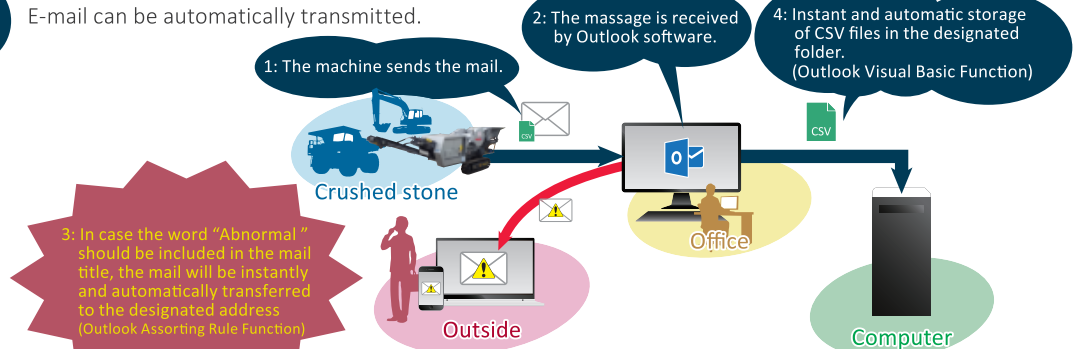 E-mail can be automatically transmitted.
1: The machine sends the mail.
2: The massage is received
by Outlook software.
4: Instant and automatic storage
of CSV files in the designated
folder.
(Outlook Visual Basic Function)
CSV
CSV
O
Crushed stone
3: In case the word “Abnormal ”
should be included in the mail
title, the mail will be instantly
and automatically transferred
to the designated address
(Outlook Assorting Rule Function)
Office
Outside
Computer